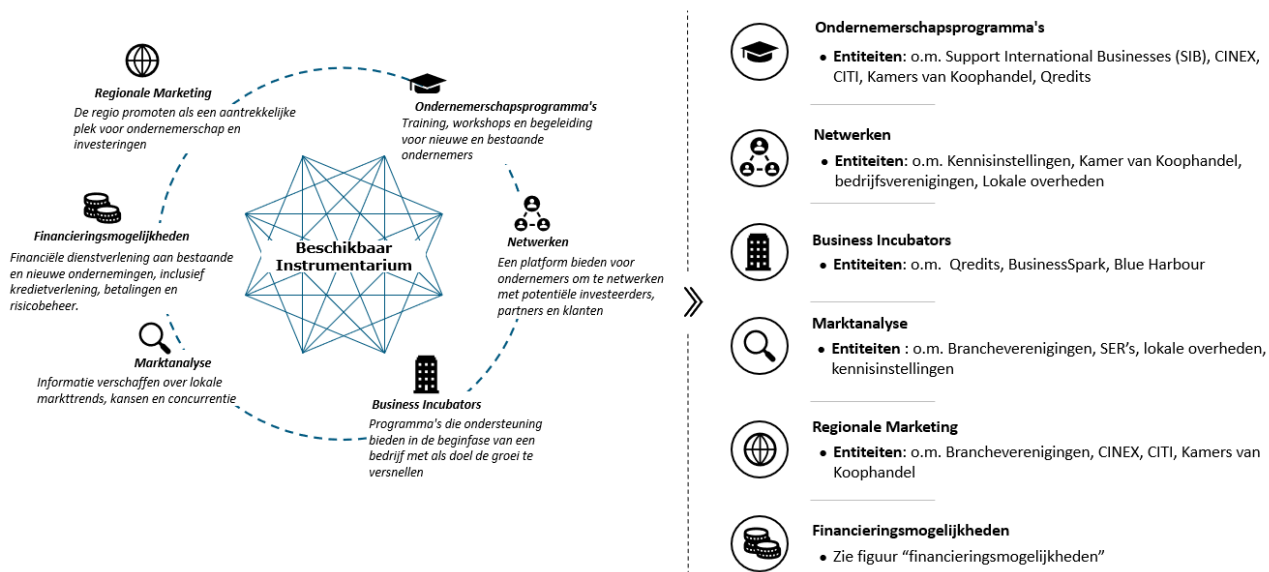 Regionale Marketing
De regio promoten als een aantrekkelijke
plek voor ondernemerschap en
investeringen
Ondernemerschapsprogramma's
Training, workshops en begeleiding
voor nieuwe en bestaande
ondernemers
Financieringsmogelijkheden
Financiële dienstverlening aan bestaande
en nieuwe ondernemingen, inclusief
kredietverlening, betalingen en
risicobeheer.
Beschikbaar
Instrumentarium
Netwerken
Een platform bieden voor
ondernemers om te netwerken
met potentiële investeerders,
partners en klanten
Marktanalyse
Informatie verschaffen over lokale
markttrends, kansen en concurrentie
Business Incubators
Programma's die ondersteuning
bieden in de beginfase van een
bedrijf met als doel de groei te
versnellen
Ondernemerschapsprogramma's
• Entiteiten: o.m. Support International Businesses (SIB), CINEX,
CITI, Kamers van Koophandel, Qredits
Netwerken
• Entiteiten: o.m. Kennisinstellingen, Kamer van Koophandel,
bedrijfsverenigingen, Lokale overheden
Business Incubators
• Entiteiten: o.m. Qredits, BusinessSpark, Blue Harbour
Marktanalyse
• Entiteiten : o.m. Brancheverenigingen, SER’s, lokale overheden,
kennisinstellingen
Regionale Marketing
• Entiteiten: o.m. Brancheverenigingen, CINEX, CITI, Kamers van
Koophandel
Financieringsmogelijkheden
• Zie figuur “financieringsmogelijkheden”